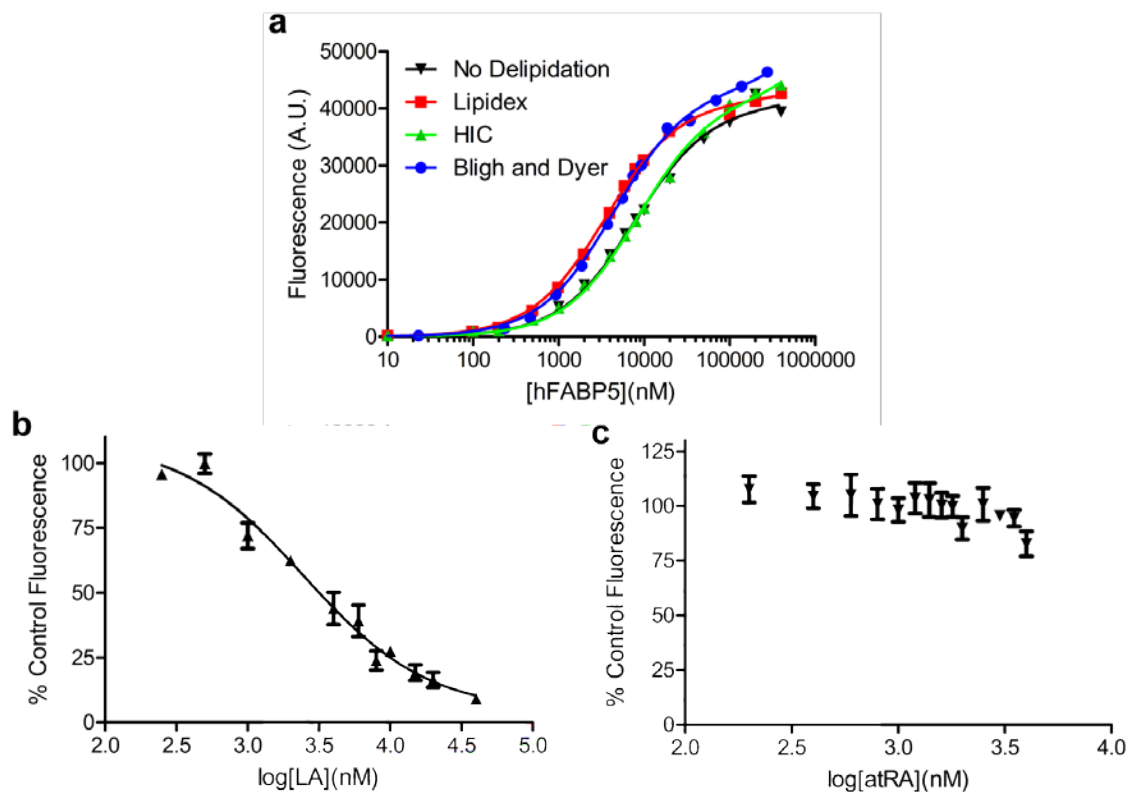 a
50000
40000
30000
20000
10000
0
Fluorescence (A.U.)
No Delipidation
Lipidex
HIC
Bligh and Dyer
10 100 1000 10000 100000 1000000
[hFABP5](nM)
b
100
75
50
25
0
% Control Fluorescence
2.0 2.5 3.0 3.5 4.0 4.5 5.0
log[LA](nM)
c
125
100
75
50
25
0
% Control Fluorescence
2.0 2.5 3.0 3.5 4.0
log[atRA](nM)